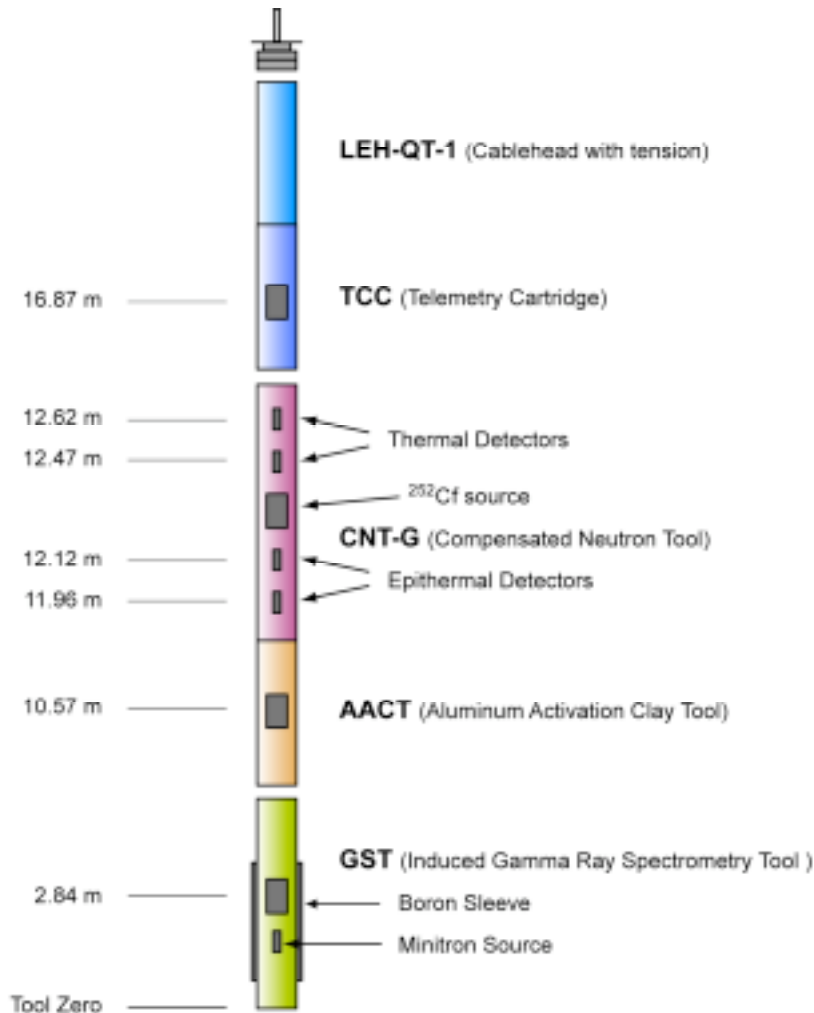 LEH-QT-1 (Cablehead with tension)
16.87 m
TCC (Telemetry Cartridge)
12.62 m
Thermal Detectors
12.47 m
²⁵²Cf source
CNT-G (Compensated Neutron Tool)
12.12 m
Epithermal Detectors
11.96 m
10.57 m
AACT (Aluminum Activation Clay Tool)
GST (Induced Gamma Ray Spectrometry Tool )
2.84 m
Boron Sleeve
Minitron Source
Tool Zero